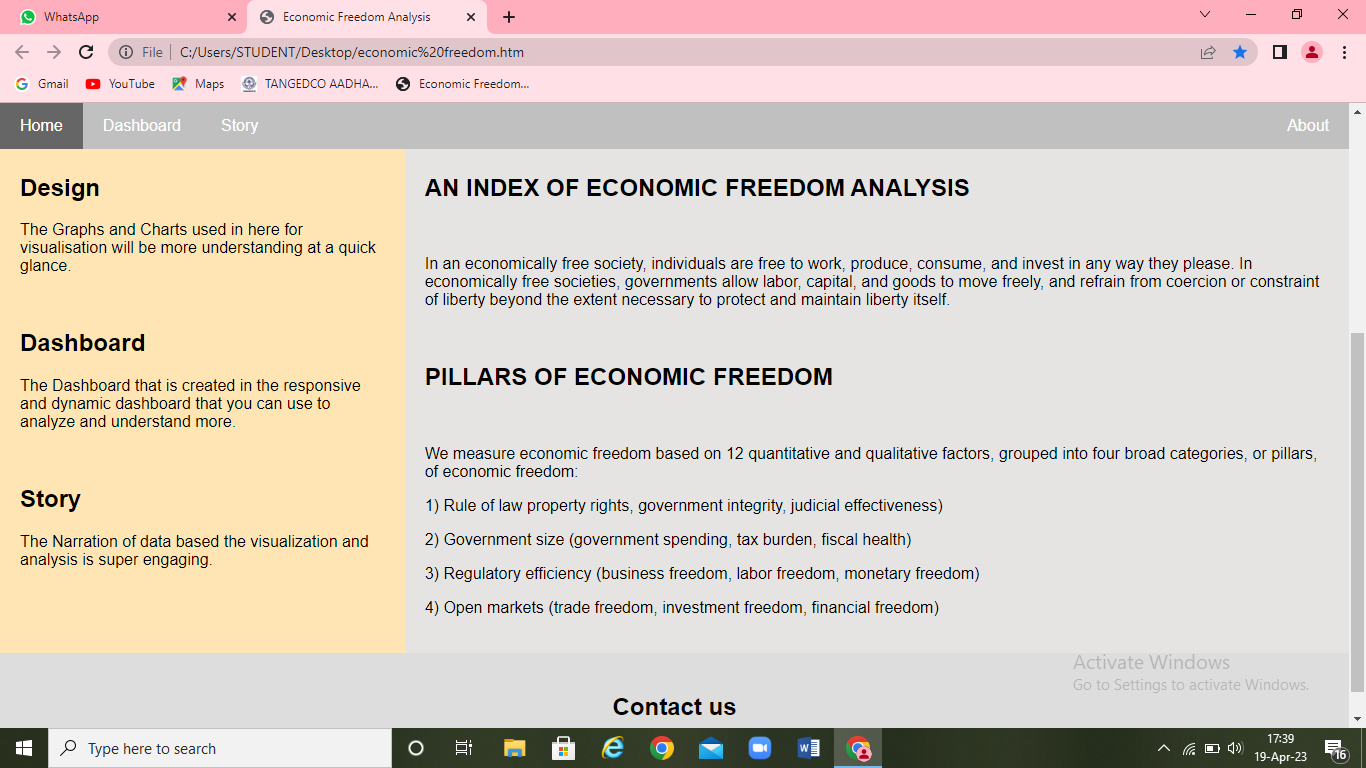 WhatsApp
Economic Freedom Analysis
File
C:/Users/STUDENT/Desktop/economic%20freedom.htm
Gmail
YouTube
Maps
TANGEDCO AADHA...
Economic Freedom...
Home
Dashboard
Story
About
Design
The Graphs and Charts used in here for
visualisation will be more understanding at a quick
glance.
Dashboard
The Dashboard that is created in the responsive
and dynamic dashboard that you can use to
analyze and understand more.
Story
The Narration of data based the visualization and
analysis is super engaging.
AN INDEX OF ECONOMIC FREEDOM ANALYSIS
In an economically free society, individuals are free to work, produce, consume, and invest in any way they please. In
economically free societies, governments allow labor, capital, and goods to move freely, and refrain from coercion or constraint
of liberty beyond the extent necessary to protect and maintain liberty itself.
PILLARS OF ECONOMIC FREEDOM
We measure economic freedom based on 12 quantitative and qualitative factors, grouped into four broad categories, or pillars,
of economic freedom:
1) Rule of law property rights, government integrity, judicial effectiveness)
2) Government size (government spending, tax burden, fiscal health)
3) Regulatory efficiency (business freedom, labor freedom, monetary freedom)
4) Open markets (trade freedom, investment freedom, financial freedom)
Activate Windows
Go to Settings to activate Windows.
Contact us
Type here to search
17:39
19-Apr-23
16